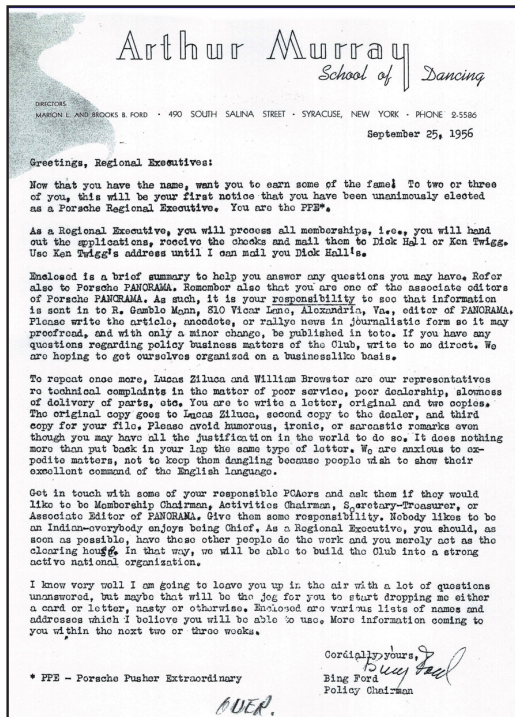 Arthur Murray
School of Dancing
DIRECTORS
MARION L. AND BROOKS B. FORD • 490 SOUTH SALINA STREET • SYRACUSE, NEW YORK • PHONE 2-5586
September 25, 1956
Greetings, Regional Executives:
Now that you have the name, want you to earn some of the fame! To two or three
of you, this will be your first notice that you have been unanimously elected
as a Porsche Regional Executive. You are the PPE*.
As a Regional Executive, you will process all memberships, i.e., you will hand
out the applications, receive the checks and mail them to Dick Hall or Ken Twigg.
Use Ken Twigg's address until I can mail you Dick Hall's.
Enclosed is a brief summary to help you answer any questions you may have. Refer
also to Porsche PANORAMA. Remember also that you are one of the associate editors
of Porsche PANORAMA. As such, it is your responsibility to see that information
is sent in to R. Gamble Mann, 810 Vicar Lane, Alexandria, Va., editor of PANORAMA.
Please write the article, anecdote, or rallye news in journalistic form so it may
proofread, and with only a minor change, be published in toto. If you have any
questions regarding policy business matters of the Club, write to me direct. We
are hoping to get ourselves organized on a businesslike basis.
To repeat once more, Lucas Ziluca and William Brewster are our representatives
re technical complaints in the matter of poor service, poor dealership, slowness
of delivery of parts, etc. You are to write a letter, original and two copies.
The original copy goes to Lucas Ziluca, second copy to the dealer, and third
copy for your file. Please avoid humorous, ironic, or sarcastic remarks even
though you may have all the justification in the world to do so. It does nothing
more than put back in your lap the same type of letter. We are anxious to ex-
pedite matters, not to keep them dangling because people wish to show their
excellent command of the English language.
Get in touch with some of your responsible PCAers and ask them if they would
like to be Membership Chairman, Activities Chairman, Secretary-Treasurer, or
Associate Editor of PANORAMA. Give them some responsibility. Nobody likes to be
an Indian-everybody enjoys being Chief. As a Regional Executive, you should, as
soon as possible, have these other people do the work and you merely act as the
clearing house. In that way, we will be able to build the Club into a strong
active national organization.
I know very well I am going to leave you up in the air with a lot of questions
unanswered, but maybe that will be the jog for you to start dropping me either
a card or letter, nasty or otherwise. Enclosed are various lists of names and
addresses which I believe you will be able to use. More information coming to
you within the next two or three weeks.
Cordially yours,
Bing Ford
Bing Ford
Policy Chairman
* PPE - Porsche Pusher Extraordinary
OVER.